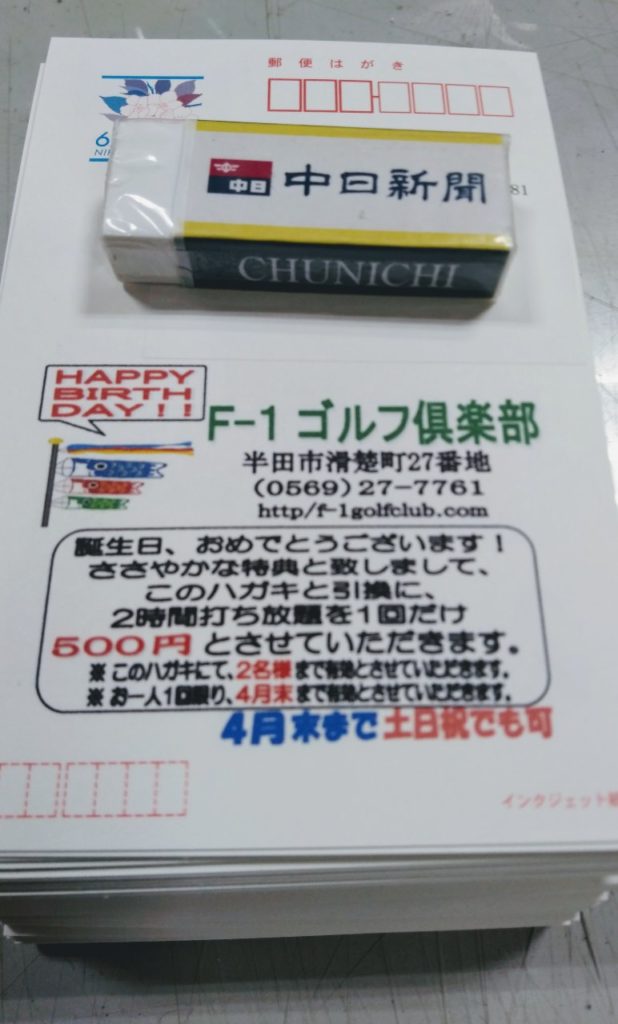 郵便はがき
中日
中日新聞
81
CHUNICHI
HAPPY
BIRTH
DAY!!
F-1 ゴルフ倶楽部
半田市滑楚町27番地
(0569)27-7761
http/f-1golfclub.com
誕生日、おめでとうございます!
ささやかな特典と致しまして、
このハガキと引換に、
2時間打ち放題を1回だけ
500円とさせていただきます。
※ このハガキにて、2名様まで有効とさせていただきます。
※ お一人1回限り、4月末まで有効とさせていただきます。
4月末まで土日祝でも可
インクジェット